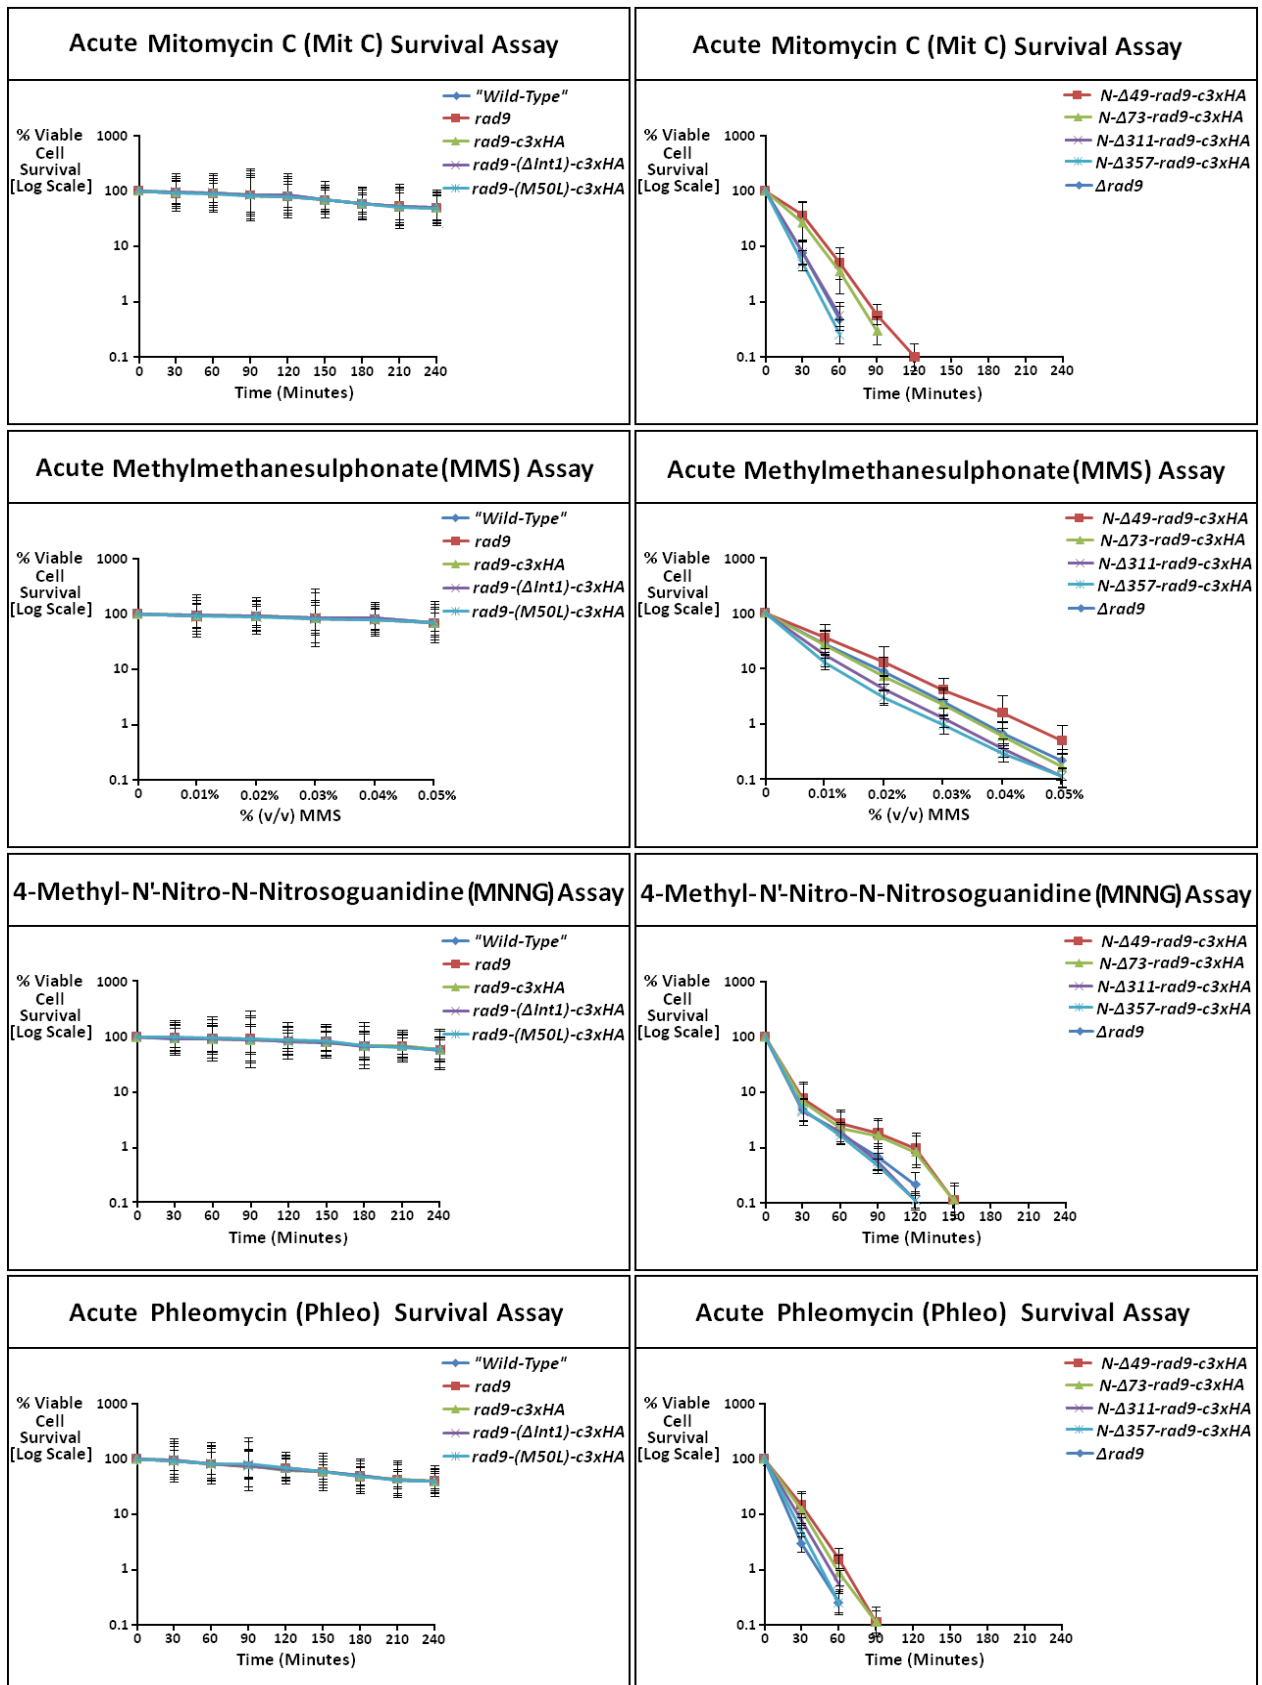 Acute Mitomycin C (Mit C) Survival Assay
% Viable
Cell
Survival
[Log Scale]
1000
100
10
1
0.1
0 30 60 90 120 150 180 210 240
Time (Minutes)
"Wild-Type"
rad9
rad9-c3xHA
rad9-(ΔInt1)-c3xHA
rad9-(M50L)-c3xHA
Acute Mitomycin C (Mit C) Survival Assay
% Viable
Cell
Survival
[Log Scale]
1000
100
10
1
0.1
0 30 60 90 120 150 180 210 240
Time (Minutes)
N-Δ49-rad9-c3xHA
N-Δ73-rad9-c3xHA
N-Δ311-rad9-c3xHA
N-Δ357-rad9-c3xHA
Δrad9
Acute Methylmethanesulphonate(MMS) Assay
% Viable
Cell
Survival
[Log Scale]
1000
100
10
1
0.1
0 0.01% 0.02% 0.03% 0.04% 0.05%
% (v/v) MMS
"Wild-Type"
rad9
rad9-c3xHA
rad9-(ΔInt1)-c3xHA
rad9-(M50L)-c3xHA
Acute Methylmethanesulphonate(MMS) Assay
% Viable
Cell
Survival
[Log Scale]
1000
100
10
1
0.1
0 0.01% 0.02% 0.03% 0.04% 0.05%
% (v/v) MMS
N-Δ49-rad9-c3xHA
N-Δ73-rad9-c3xHA
N-Δ311-rad9-c3xHA
N-Δ357-rad9-c3xHA
Δrad9
4-Methyl-N'-Nitro-N-Nitrosoguanidine(MNNG)Assay
% Viable
Cell
Survival
[Log Scale]
1000
100
10
1
0.1
0 30 60 90 120 150 180 210 240
Time (Minutes)
"Wild-Type"
rad9
rad9-c3xHA
rad9-(ΔInt1)-c3xHA
rad9-(M50L)-c3xHA
4-Methyl-N'-Nitro-N-Nitrosoguanidine(MNNG)Assay
% Viable
Cell
Survival
[Log Scale]
1000
100
10
1
0.1
0 30 60 90 120 150 180 210 240
Time (Minutes)
N-Δ49-rad9-c3xHA
N-Δ73-rad9-c3xHA
N-Δ311-rad9-c3xHA
N-Δ357-rad9-c3xHA
Δrad9
Acute Phleomycin (Phleo) Survival Assay
% Viable
Cell
Survival
[Log Scale]
1000
100
10
1
0.1
0 30 60 90 120 150 180 210 240
Time (Minutes)
"Wild-Type"
rad9
rad9-c3xHA
rad9-(ΔInt1)-c3xHA
rad9-(M50L)-c3xHA
Acute Phleomycin (Phleo) Survival Assay
% Viable
Cell
Survival
[Log Scale]
1000
100
10
1
0.1
0 30 60 90 120 150 180 210 240
Time (Minutes)
N-Δ49-rad9-c3xHA
N-Δ73-rad9-c3xHA
N-Δ311-rad9-c3xHA
N-Δ357-rad9-c3xHA
Δrad9